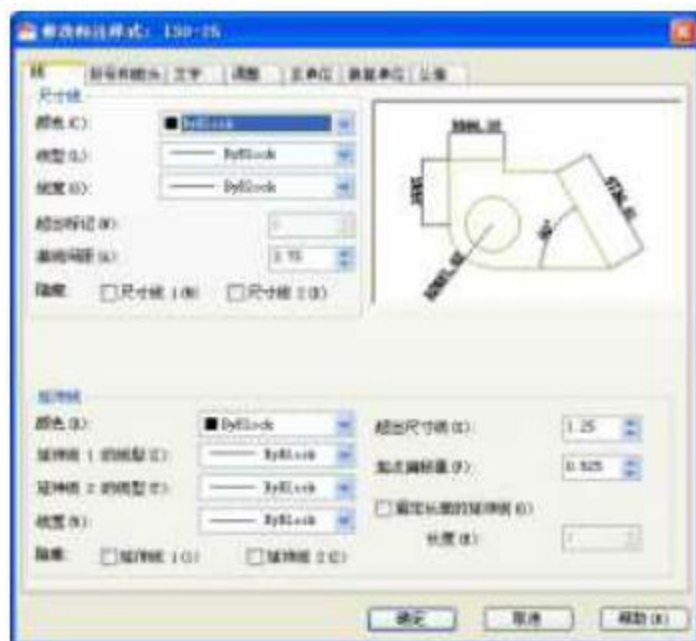 修改标注样式: ISO-25
线 符号和箭头 文字 调整 主单位 换算单位 公差
尺寸线
颜色(C): ByBlock
线型(L): ByBlock
线宽(G): ByBlock
超出标记(N):
基线间距(A): 3.75
隐藏: 尺寸线 1(M) 尺寸线 2(D)
延伸线
颜色(R): ByBlock
延伸线 1 的线型(I): ByBlock
延伸线 2 的线型(T): ByBlock
线宽(W): ByBlock
隐藏: 延伸线 1(1) 延伸线 2(2)
超出尺寸线(X): 1.25
起点偏移量(F): 0.625
固定长度的延伸线(O)
长度(E):
确定 取消 帮助(H)